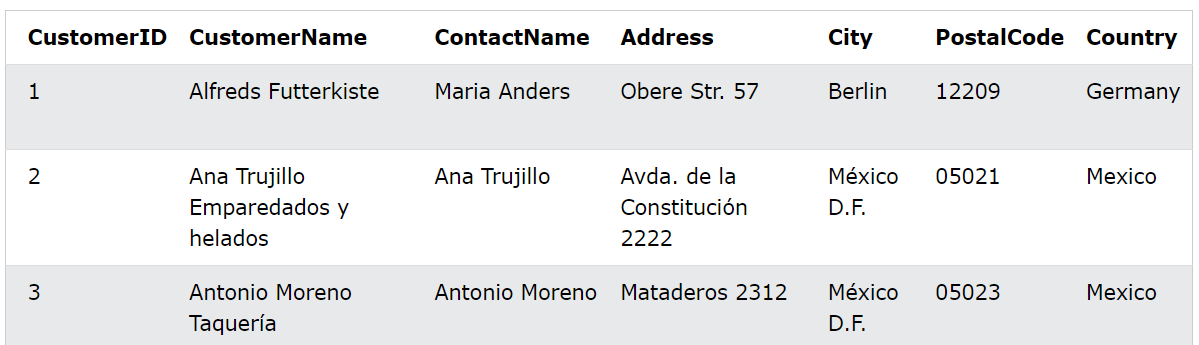 CustomerID CustomerName ContactName Address City PostalCode Country
1 Alfreds Futterkiste Maria Anders Obere Str. 57 Berlin 12209 Germany
2 Ana Trujillo Ana Trujillo Avda. de la México 05021 Mexico
Emparedados y Constitución D.F.
helados 2222
3 Antonio Moreno Antonio Moreno Mataderos 2312 México 05023 Mexico
Taquería D.F.